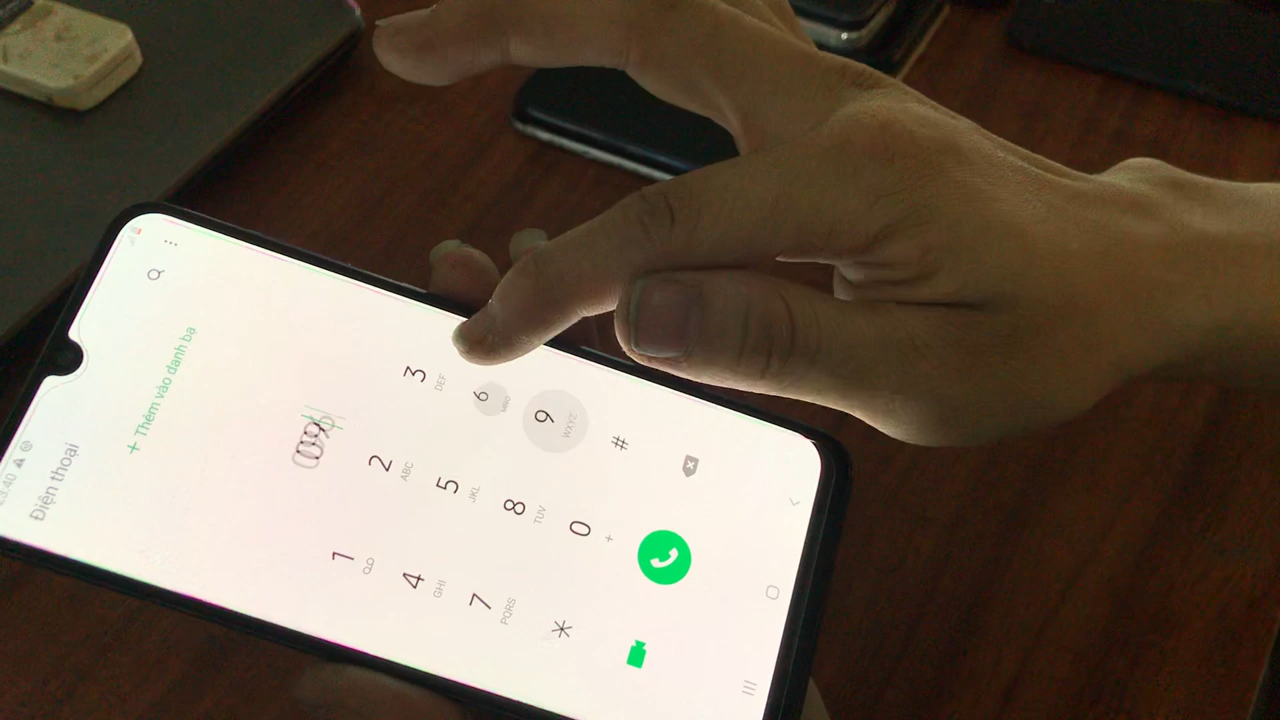 Điện thoại
+ Thêm vào danh bạ
1
2 ABC
3 DEF
4 GHI
5 JKL
6 MNO
7 PQRS
8 TUV
9 WXYZ
*
0 +
#